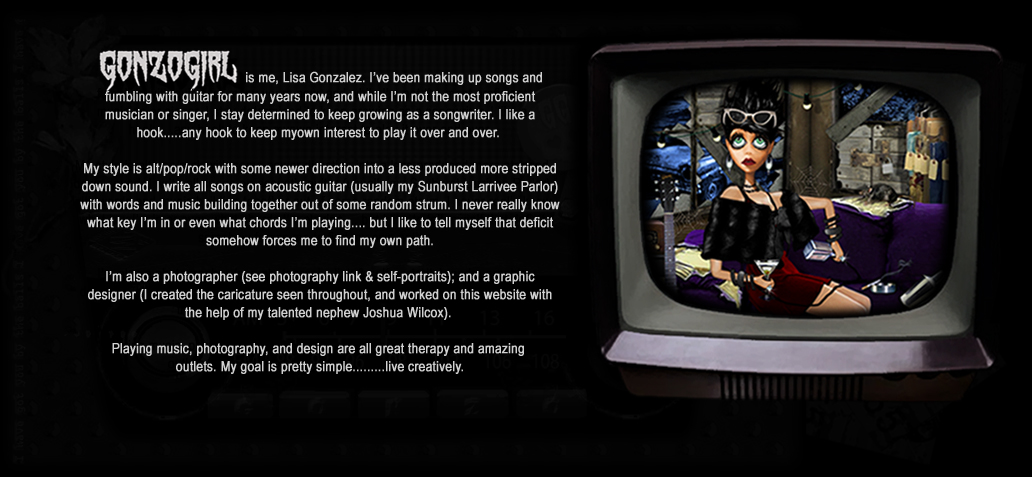 GONZOGIRL is me, Lisa Gonzalez. I've been making up songs and
fumbling with guitar for many years now, and while I'm not the most proficient
musician or singer, I stay determined to keep growing as a songwriter. I like a
hook.....any hook to keep myown interest to play it over and over.
My style is alt/pop/rock with some newer direction into a less produced more stripped
down sound. I write all songs on acoustic guitar (usually my Sunburst Larrivee Parlor)
with words and music building together out of some random strum. I never really know
what key I'm in or even what chords I'm playing.... but I like to tell myself that deficit
somehow forces me to find my own path.
I'm also a photographer (see photography link & self-portraits); and a graphic
designer (I created the caricature seen throughout, and worked on this website with
the help of my talented nephew Joshua Wilcox).
Playing music, photography, and design are all great therapy and amazing
outlets. My goal is pretty simple.........live creatively.